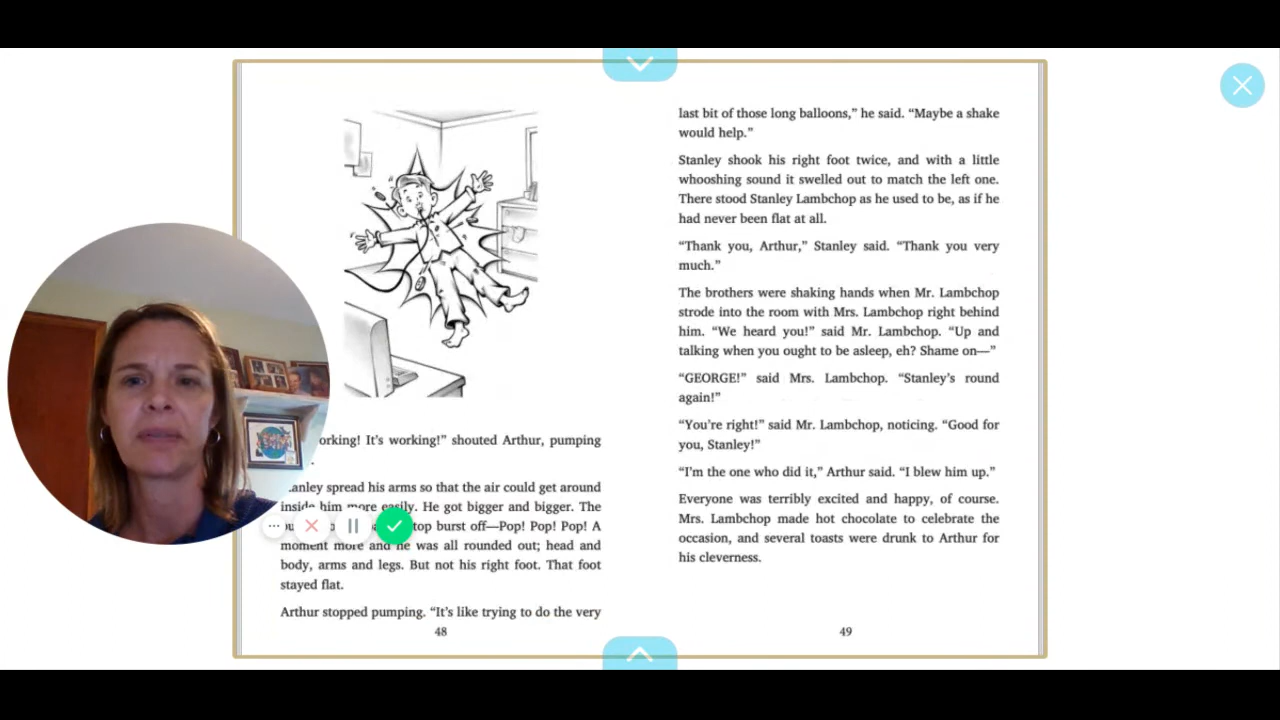 orking! It's working!” shouted Arthur, pumping
.
anley spread his arms so that the air could get around
inside him more easily. He got bigger and bigger. The
top burst off—Pop! Pop! Pop! A
moment more and he was all rounded out; head and
body, arms and legs. But not his right foot. That foot
stayed flat.
Arthur stopped pumping. “It's like trying to do the very
48
last bit of those long balloons,” he said. “Maybe a shake
would help.”
Stanley shook his right foot twice, and with a little
whooshing sound it swelled out to match the left one.
There stood Stanley Lambchop as he used to be, as if he
had never been flat at all.
“Thank you, Arthur,” Stanley said. “Thank you very
much.”
The brothers were shaking hands when Mr. Lambchop
strode into the room with Mrs. Lambchop right behind
him. “We heard you!” said Mr. Lambchop. “Up and
talking when you ought to be asleep, eh? Shame on—”
“GEORGE!” said Mrs. Lambchop. “Stanley's round
again!”
“You're right!” said Mr. Lambchop, noticing. “Good for
you, Stanley!”
“I'm the one who did it,” Arthur said. “I blew him up.”
Everyone was terribly excited and happy, of course.
Mrs. Lambchop made hot chocolate to celebrate the
occasion, and several toasts were drunk to Arthur for
his cleverness.
49